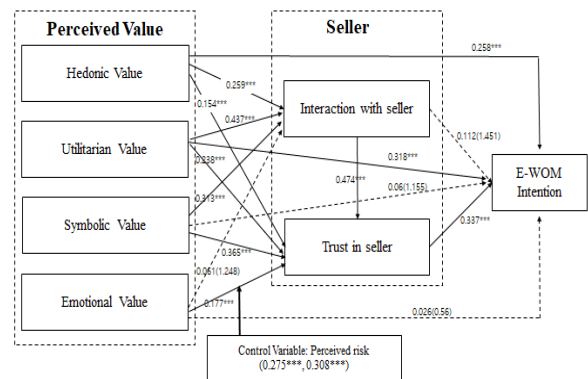 Perceived Value
Seller
Hedonic Value
0.258***
0.259***
0.154***
Interaction with seller
0.437***
0.112(1.451)
Utilitarian Value
0.238***
0.318***
E-WOM
Intention
0.474***
0.06(1.155)
0.313***
Symbolic Value
0.337***
Trust in seller
0.365***
0.061(1.248)
Emotional Value
0.177***
0.026(0.56)
Control Variable: Perceived risk
(0.275***, 0.308***)